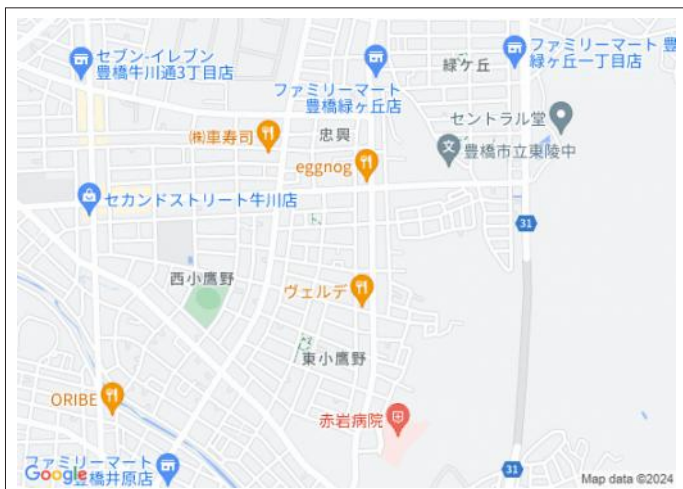 セブン-イレブン
豊橋牛川通3丁目店
ファミリーマート
豊橋緑ヶ丘店
緑ケ丘
ファミリーマート 豊
緑ヶ丘一丁目店
セントラル堂
㈱車寿司
忠興
文
豊橋市立東陵中
eggnog
セカンドストリート牛川店
31
西小鷹野
ヴェルデ
東小鷹野
ORIBE
赤岩病院
ファミリーマート
豊橋井原店
Google
31
Map data ©2024